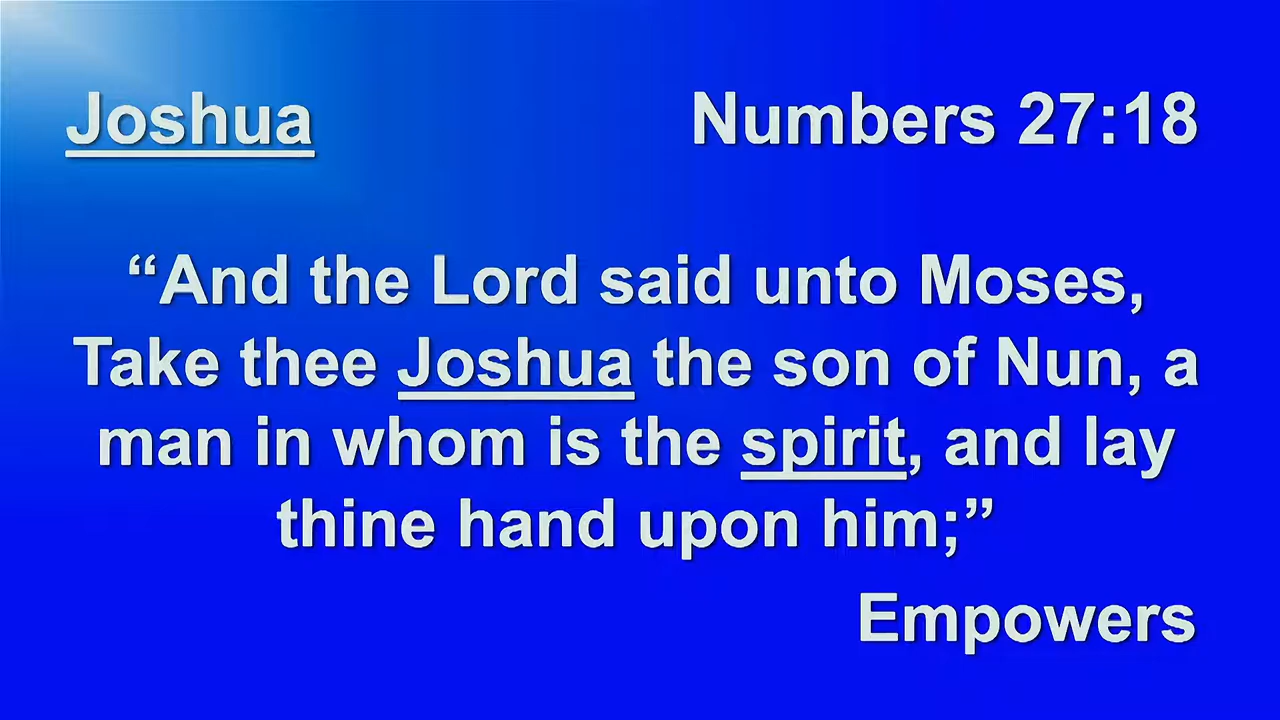 Joshua Numbers 27:18
“And the Lord said unto Moses,
Take thee Joshua the son of Nun, a
man in whom is the spirit, and lay
thine hand upon him;”
Empowers